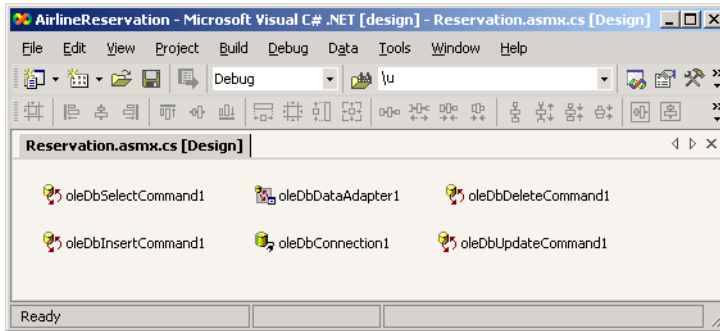 AirlineReservation - Microsoft Visual C# .NET [design] - Reservation.asmx.cs [Design]
File Edit View Project Build Debug Data Tools Window Help
Debug \u
Reservation.asmx.cs [Design]
oleDbSelectCommand1 oleDbDataAdapter1 oleDbDeleteCommand1
oleDbInsertCommand1 oleDbConnection1 oleDbUpdateCommand1
Ready